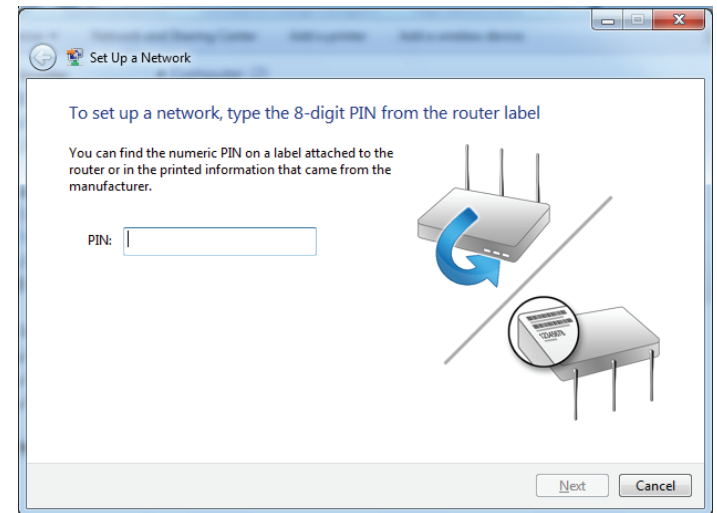 Set Up a Network
To set up a network, type the 8-digit PIN from the router label
You can find the numeric PIN on a label attached to the
router or in the printed information that came from the
manufacturer.
PIN:
12345678
Next
Cancel